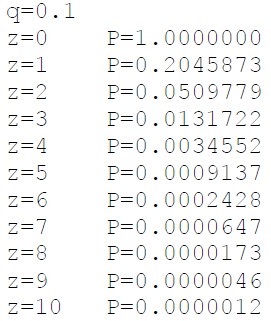 q=0.1
z=0 P=1.0000000
z=1 P=0.2045873
z=2 P=0.0509779
z=3 P=0.0131722
z=4 P=0.0034552
z=5 P=0.0009137
z=6 P=0.0002428
z=7 P=0.0000647
z=8 P=0.0000173
z=9 P=0.0000046
z=10 P=0.0000012